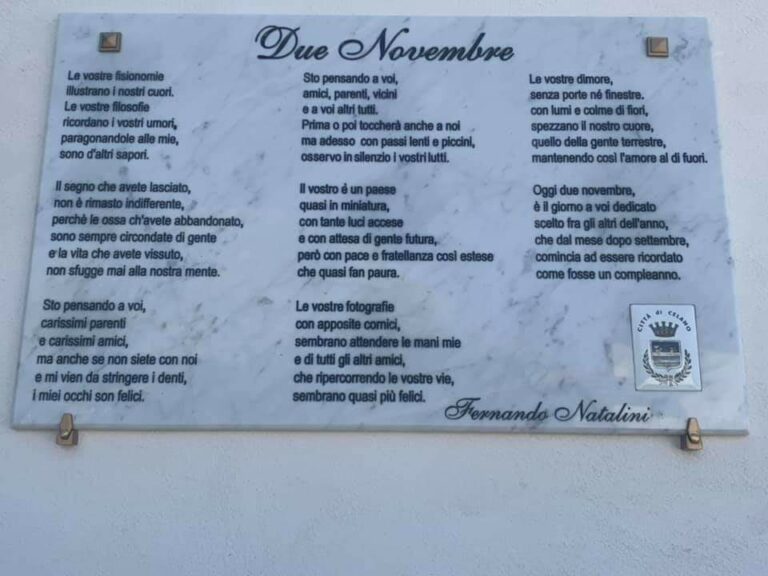 Due Novembre
Le vostre fisionomie
illustrano i nostri cuori.
Le vostre filosofie
ricordano i vostri umori,
paragonandole alle mie,
sono d'altri sapori.
Il segno che avete lasciato,
non è rimasto indifferente,
perchè le ossa ch'avete abbandonato,
sono sempre circondate di gente
e la vita che avete vissuto,
non sfugge mai alla nostra mente.
Sto pensando a voi,
carissimi parenti
e carissimi amici,
ma anche se non siete con noi
e mi vien da stringere i denti,
i miei occhi son felici.
Sto pensando a voi,
amici, parenti, vicini
e a voi altri tutti.
Prima o poi toccherà anche a noi
ma adesso con passi lenti e piccini,
osservo in silenzio i vostri lutti.
Il vostro é un paese
quasi in miniatura,
con tante luci accese
e con attesa di gente futura,
però con pace e fratellanza così estese
che quasi fan paura.
Le vostre fotografie
con apposite cornici,
sembrano attendere le mani mie
e di tutti gli altri amici,
che ripercorrendo le vostre vie,
sembrano quasi più felici.
Le vostre dimore,
senza porte né finestre.
con lumi e colme di fiori,
spezzano il nostro cuore,
quello della gente terrestre,
mantenendo così l'amore al di fuori.
Oggi due novembre,
è il giorno a voi dedicato
scelto fra gli altri dell'anno,
che dal mese dopo settembre,
comincia ad essere ricordato
come fosse un compleanno.
CITTÀ di CELANO
Fernando Natalini